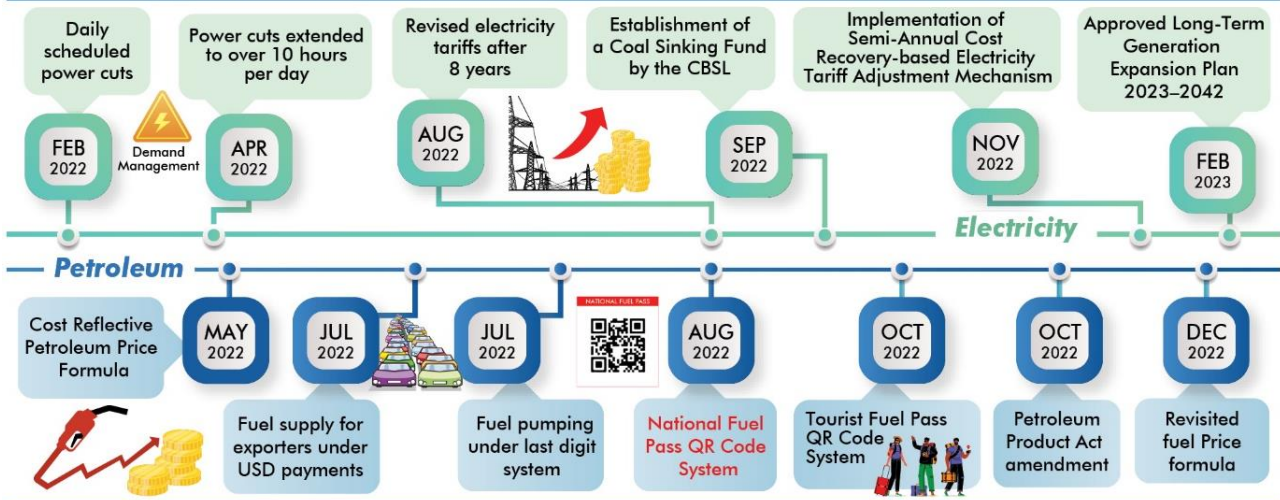 Daily
scheduled
power cuts
FEB
2022
Demand
Management
Power cuts extended
to over 10 hours
per day
APR
2022
Revised electricity
tariffs after
8 years
AUG
2022
Establishment of
a Coal Sinking Fund
by the CBSL
SEP
2022
Implementation of
Semi-Annual Cost
Recovery-based Electricity
Tariff Adjustment Mechanism
NOV
2022
Approved Long-Term
Generation
Expansion Plan
2023–2042
FEB
2023
Electricity
Petroleum
Cost Reflective
Petroleum Price
Formula
MAY
2022
JUL
2022
Fuel supply for
exporters under
USD payments
JUL
2022
Fuel pumping
under last digit
system
NATIONAL FUEL PASS
AUG
2022
National Fuel
Pass QR Code
System
OCT
2022
Tourist Fuel Pass
QR Code
System
OCT
2022
Petroleum
Product Act
amendment
DEC
2022
Revisited
fuel Price
formula